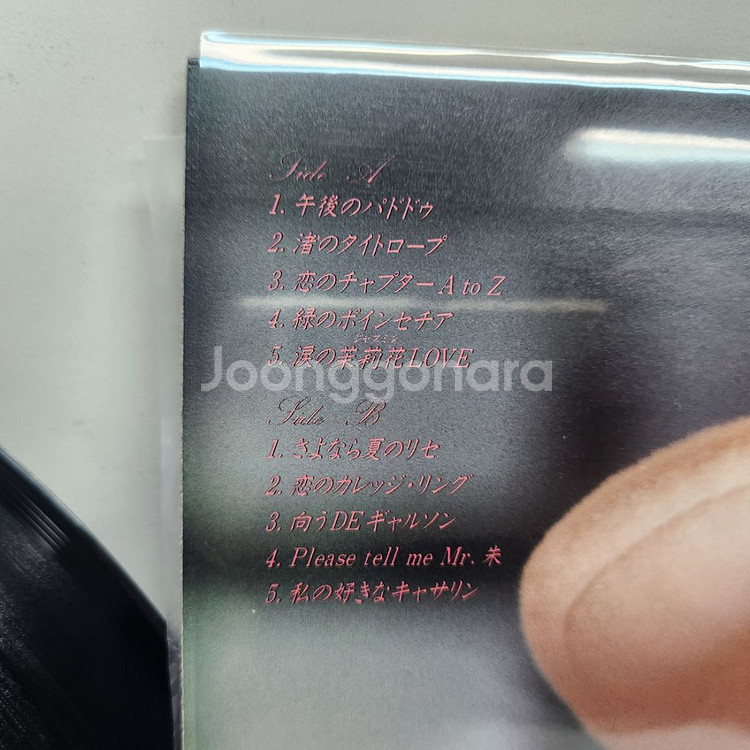 Side A
1. 午後のパドドゥ
2. 渚のタイトロープ
3. 恋のチャプターA to Z
4. 緑のポインセチア
ジャスミン
5. 涙の茉莉花LOVE
Joonggonara
Side B
1. さよなら夏のリセ
2. 恋のカレッジ・リング
3. 向うDEギャルソン
4. Please tell me Mr. 朱
5. 私の好きなキャサリン